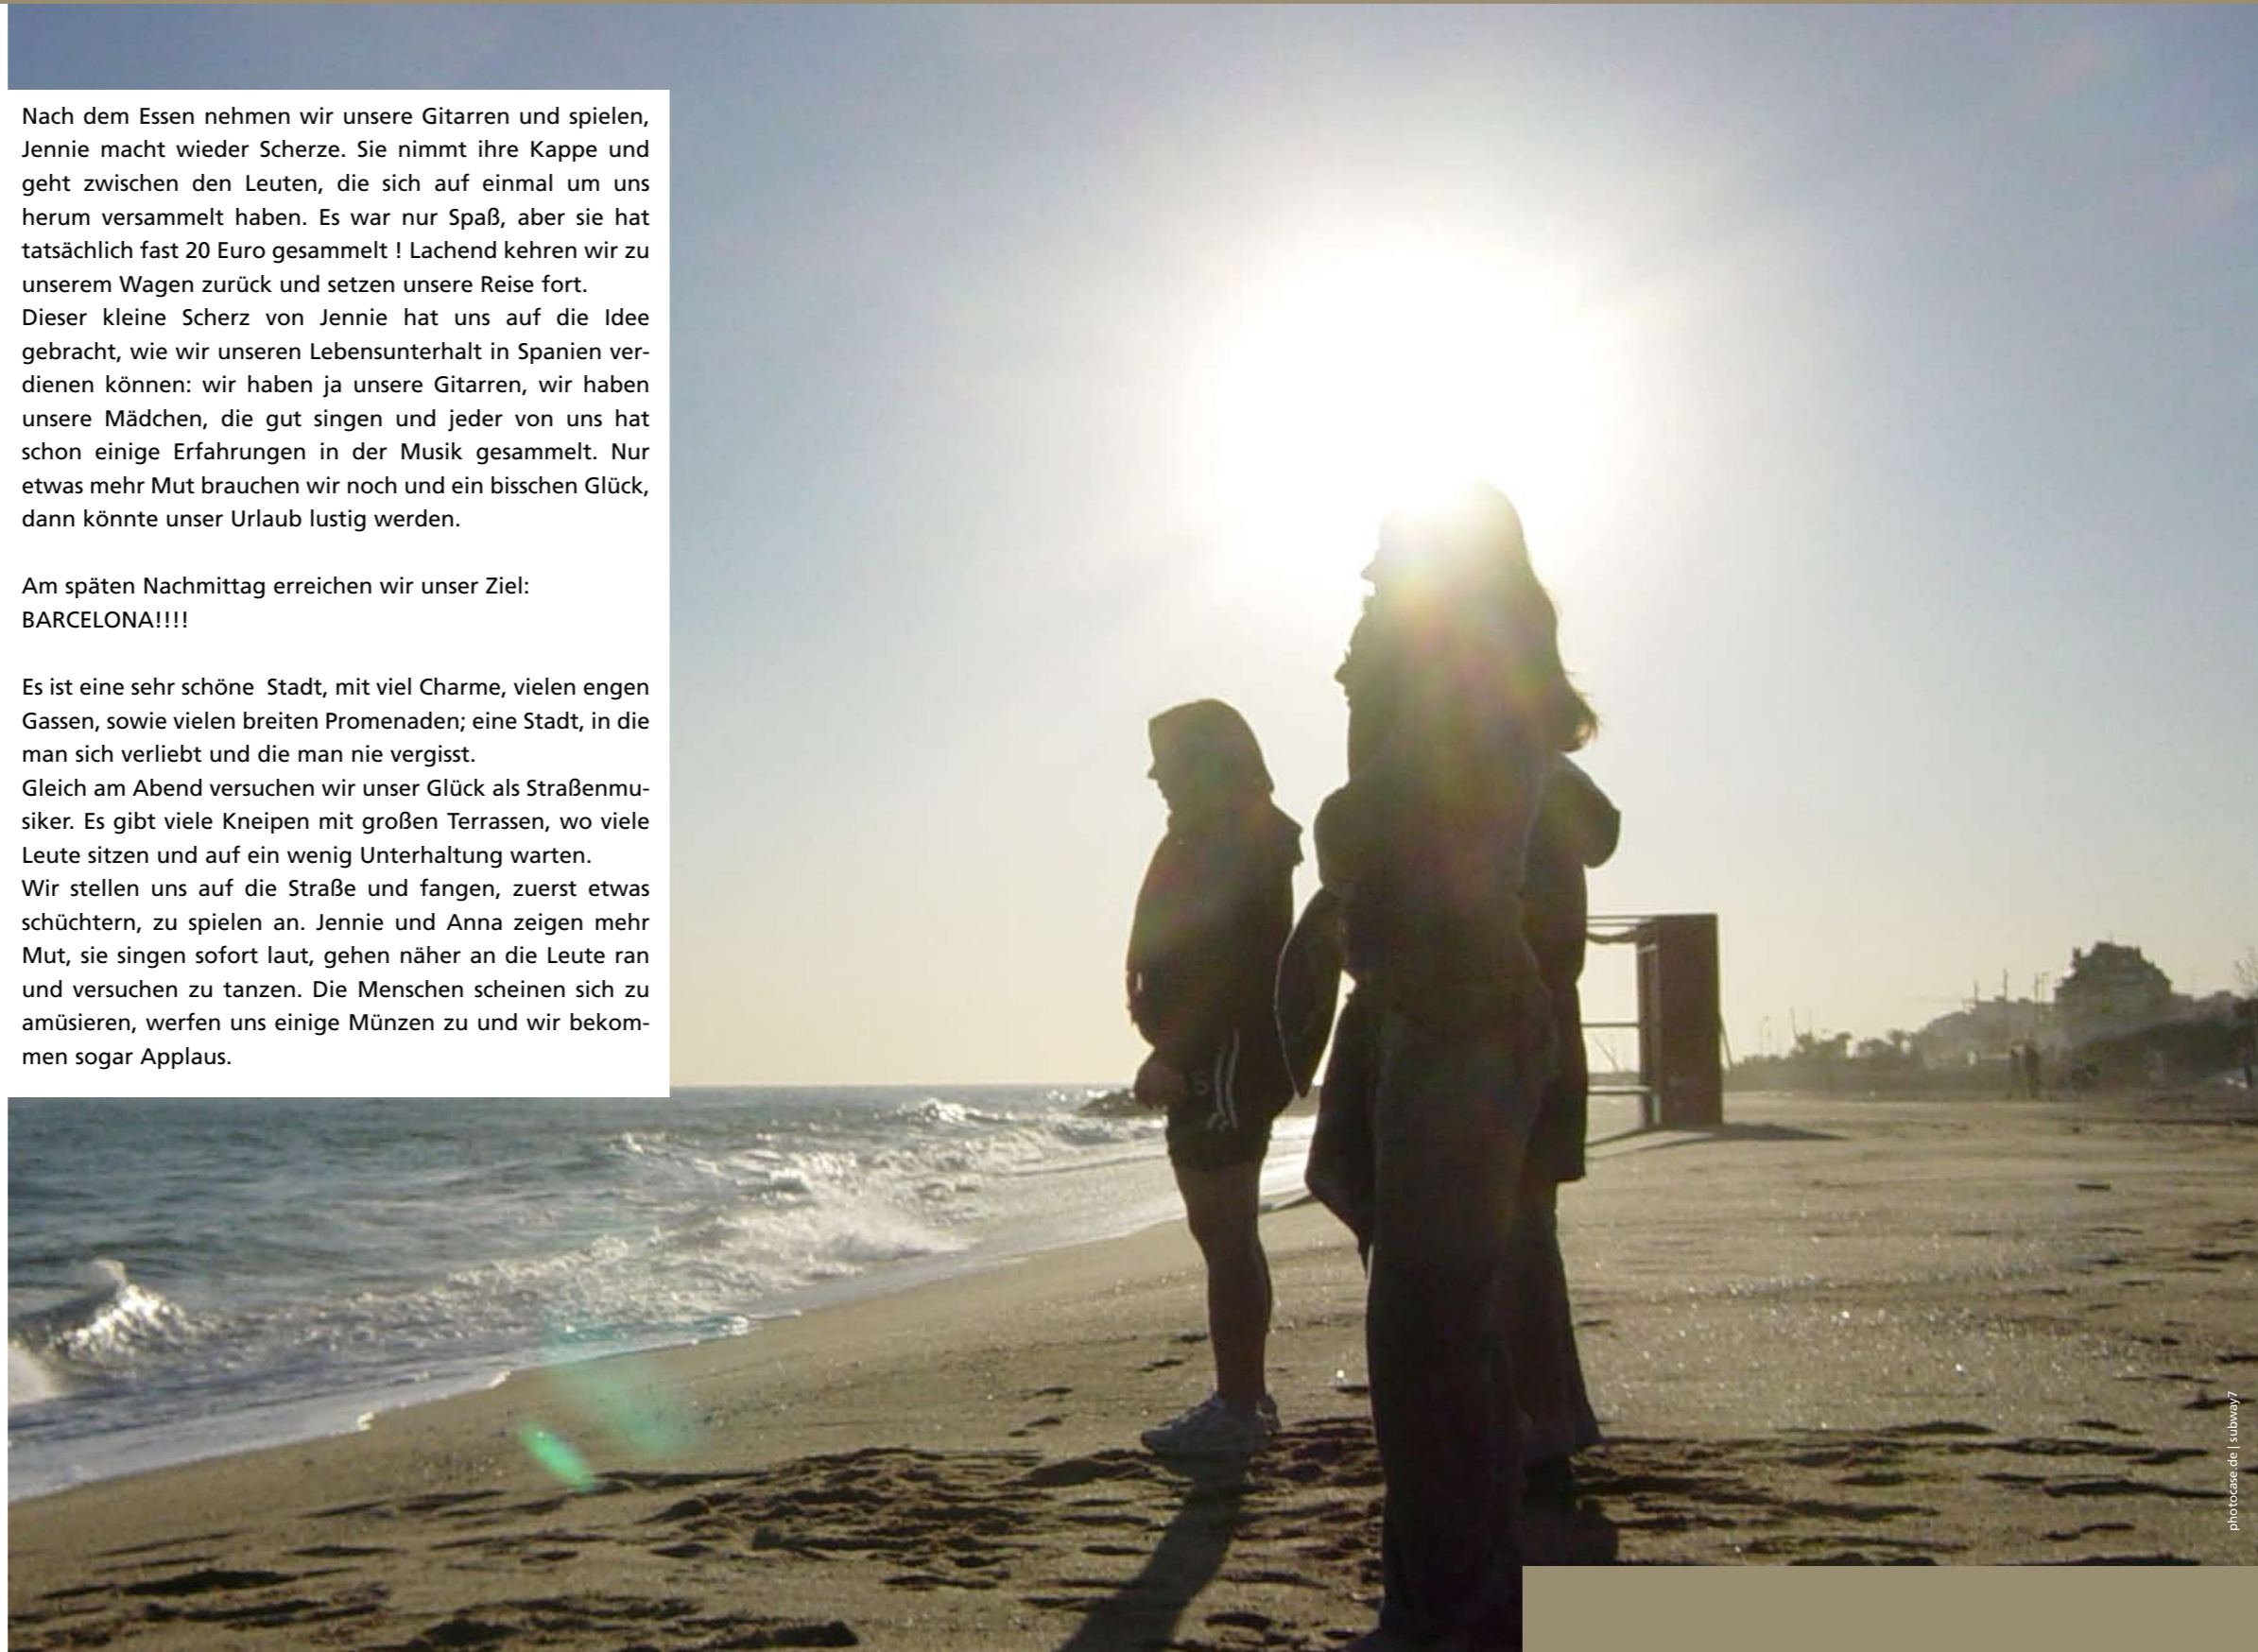 Nach dem Essen nehmen wir unsere Gitarren und spielen,
Jennie macht wieder Scherze. Sie nimmt ihre Kappe und
geht zwischen den Leuten, die sich auf einmal um uns
herum versammelt haben. Es war nur Spaß, aber sie hat
tatsächlich fast 20 Euro gesammelt ! Lachend kehren wir zu
unserem Wagen zurück und setzen unsere Reise fort.
Dieser kleine Scherz von Jennie hat uns auf die Idee
gebracht, wie wir unseren Lebensunterhalt in Spanien ver-
dienen können: wir haben ja unsere Gitarren, wir haben
unsere Mädchen, die gut singen und jeder von uns hat
schon einige Erfahrungen in der Musik gesammelt. Nur
etwas mehr Mut brauchen wir noch und ein bisschen Glück,
dann könnte unser Urlaub lustig werden.
Am späten Nachmittag erreichen wir unser Ziel:
BARCELONA!!!!
Es ist eine sehr schöne  Stadt, mit viel Charme, vielen engen
Gassen, sowie vielen breiten Promenaden; eine Stadt, in die
man sich verliebt und die man nie vergisst.
Gleich am Abend versuchen wir unser Glück als Straßenmu-
siker. Es gibt viele Kneipen mit großen Terrassen, wo viele
Leute sitzen und auf ein wenig Unterhaltung warten.
Wir stellen uns auf die Straße und fangen, zuerst etwas
schüchtern, zu spielen an. Jennie und Anna zeigen mehr
Mut, sie singen sofort laut, gehen näher an die Leute ran
und versuchen zu tanzen. Die Menschen scheinen sich zu
amüsieren, werfen uns einige Münzen zu und wir bekom-
men sogar Applaus.
photocase.de | subway7